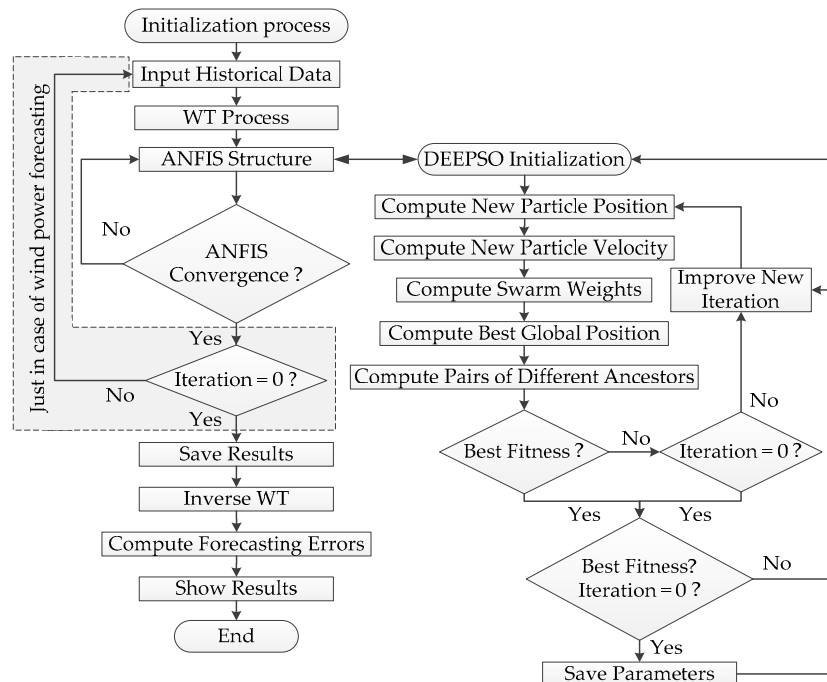 Initialization process
Input Historical Data
WT Process
ANFIS Structure
No
ANFIS
Convergence ?
Yes
Iteration = 0 ?
No
Yes
Just in case of wind power forecasting
Save Results
Inverse WT
Compute Forecasting Errors
Show Results
End
DEEPSO Initialization
Compute New Particle Position
Compute New Particle Velocity
Compute Swarm Weights
Compute Best Global Position
Compute Pairs of Different Ancestors
Improve New
Iteration
Best Fitness ?
No
Iteration = 0 ?
No
Yes
Yes
Best Fitness?
Iteration = 0 ?
No
Yes
Save Parameters